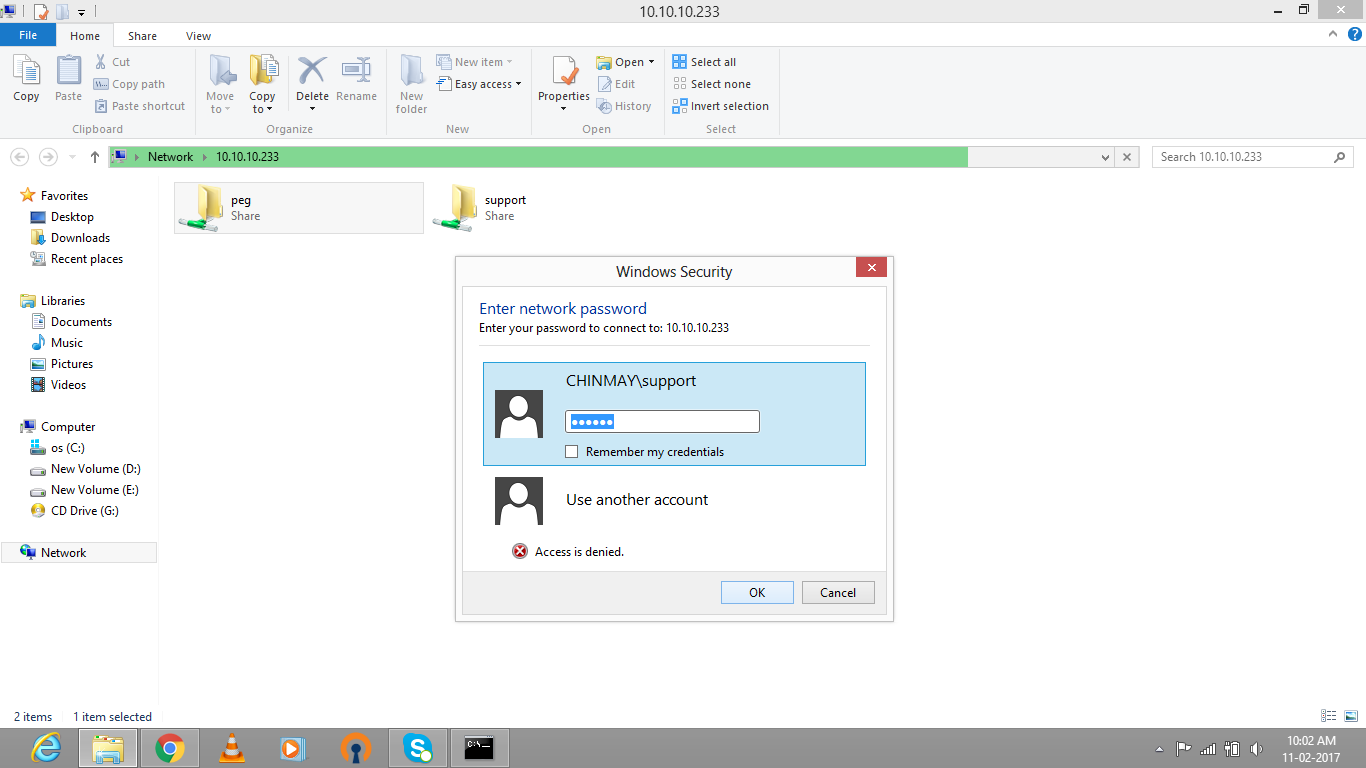 10.10.10.233
File Home Share View
Copy
Paste
Cut
Copy path
Paste shortcut
Clipboard
Move to
Copy to
Delete
Rename
Organize
New folder
New item
Easy access
New
Properties
Open
Edit
History
Open
Select all
Select none
Invert selection
Select
Network 10.10.10.233
Search 10.10.10.233
Favorites
Desktop
Downloads
Recent places
Libraries
Documents
Music
Pictures
Videos
Computer
os (C:)
New Volume (D:)
New Volume (E:)
CD Drive (G:)
Network
peg
Share
support
Share
Windows Security
Enter network password
Enter your password to connect to: 10.10.10.233
CHINMAY\support
••••••
Remember my credentials
Use another account
Access is denied.
OK Cancel
2 items 1 item selected
C:\_
10:02 AM
11-02-2017